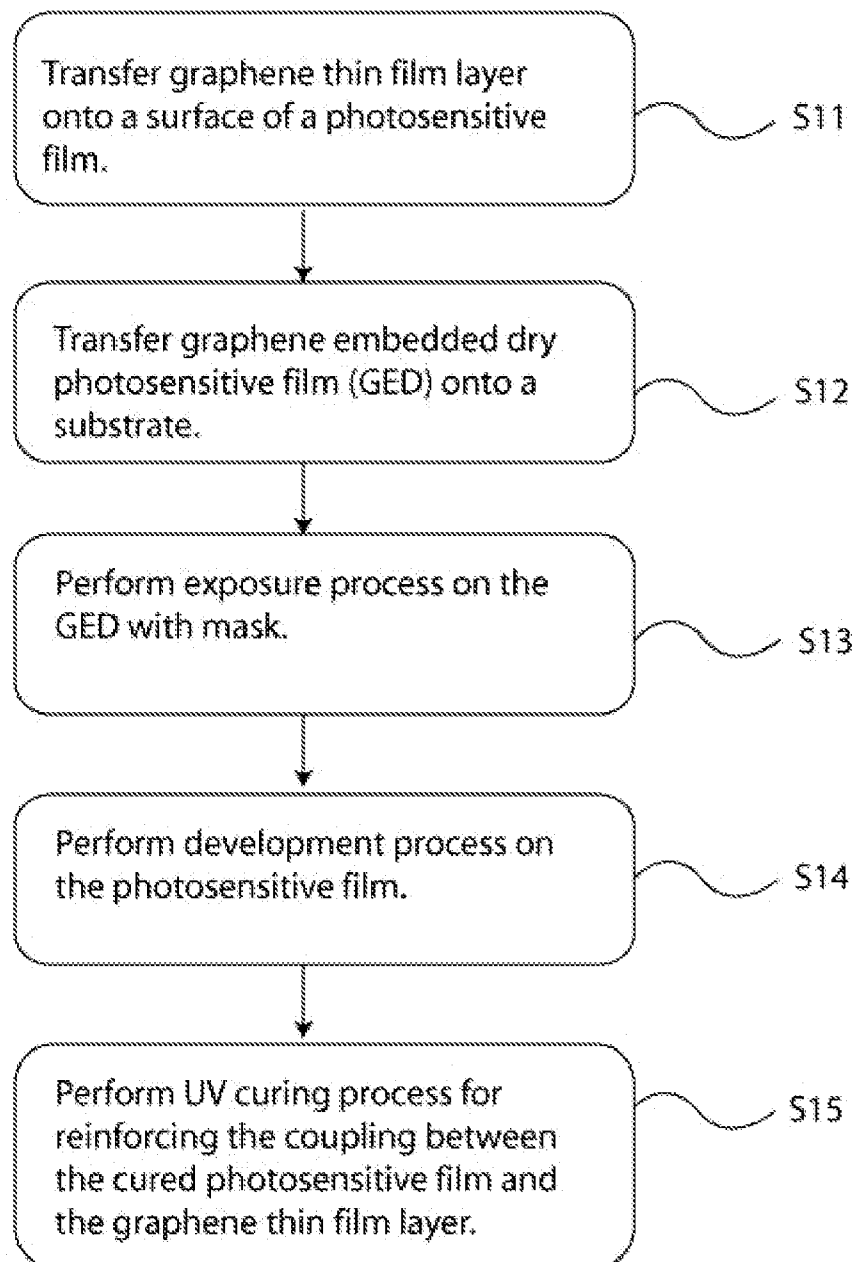 Transfer graphene thin film layer
onto a surface of a photosensitive
film.
S11
Transfer graphene embedded dry
photosensitive film (GED) onto a
substrate.
S12
Perform exposure process on the
GED with mask.
S13
Perform development process on
the photosensitive film.
S14
Perform UV curing process for
reinforcing the coupling between
the cured photosensitive film and
the graphene thin film layer.
S15